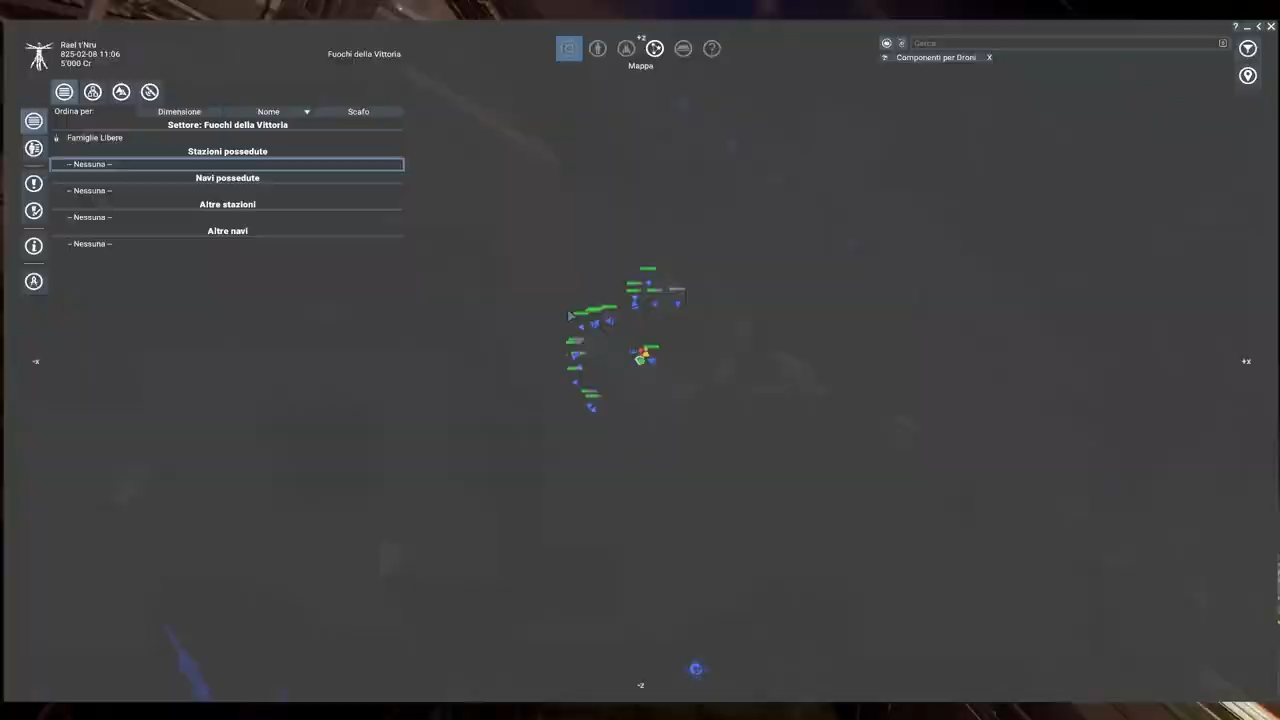 Rael t'Nru
825-02-08 11:06
5'000 Cr
Fuochi della Vittoria
+z
Mappa
Cerca
Componenti per Droni X
? _ < X
Ordina per: Dimensione Nome Scafo
Settore: Fuochi della Vittoria
Famiglie Libere
Stazioni possedute
-- Nessuna --
Navi possedute
-- Nessuna --
Altre stazioni
-- Nessuna --
Altre navi
-- Nessuna --
-x
+x
-z